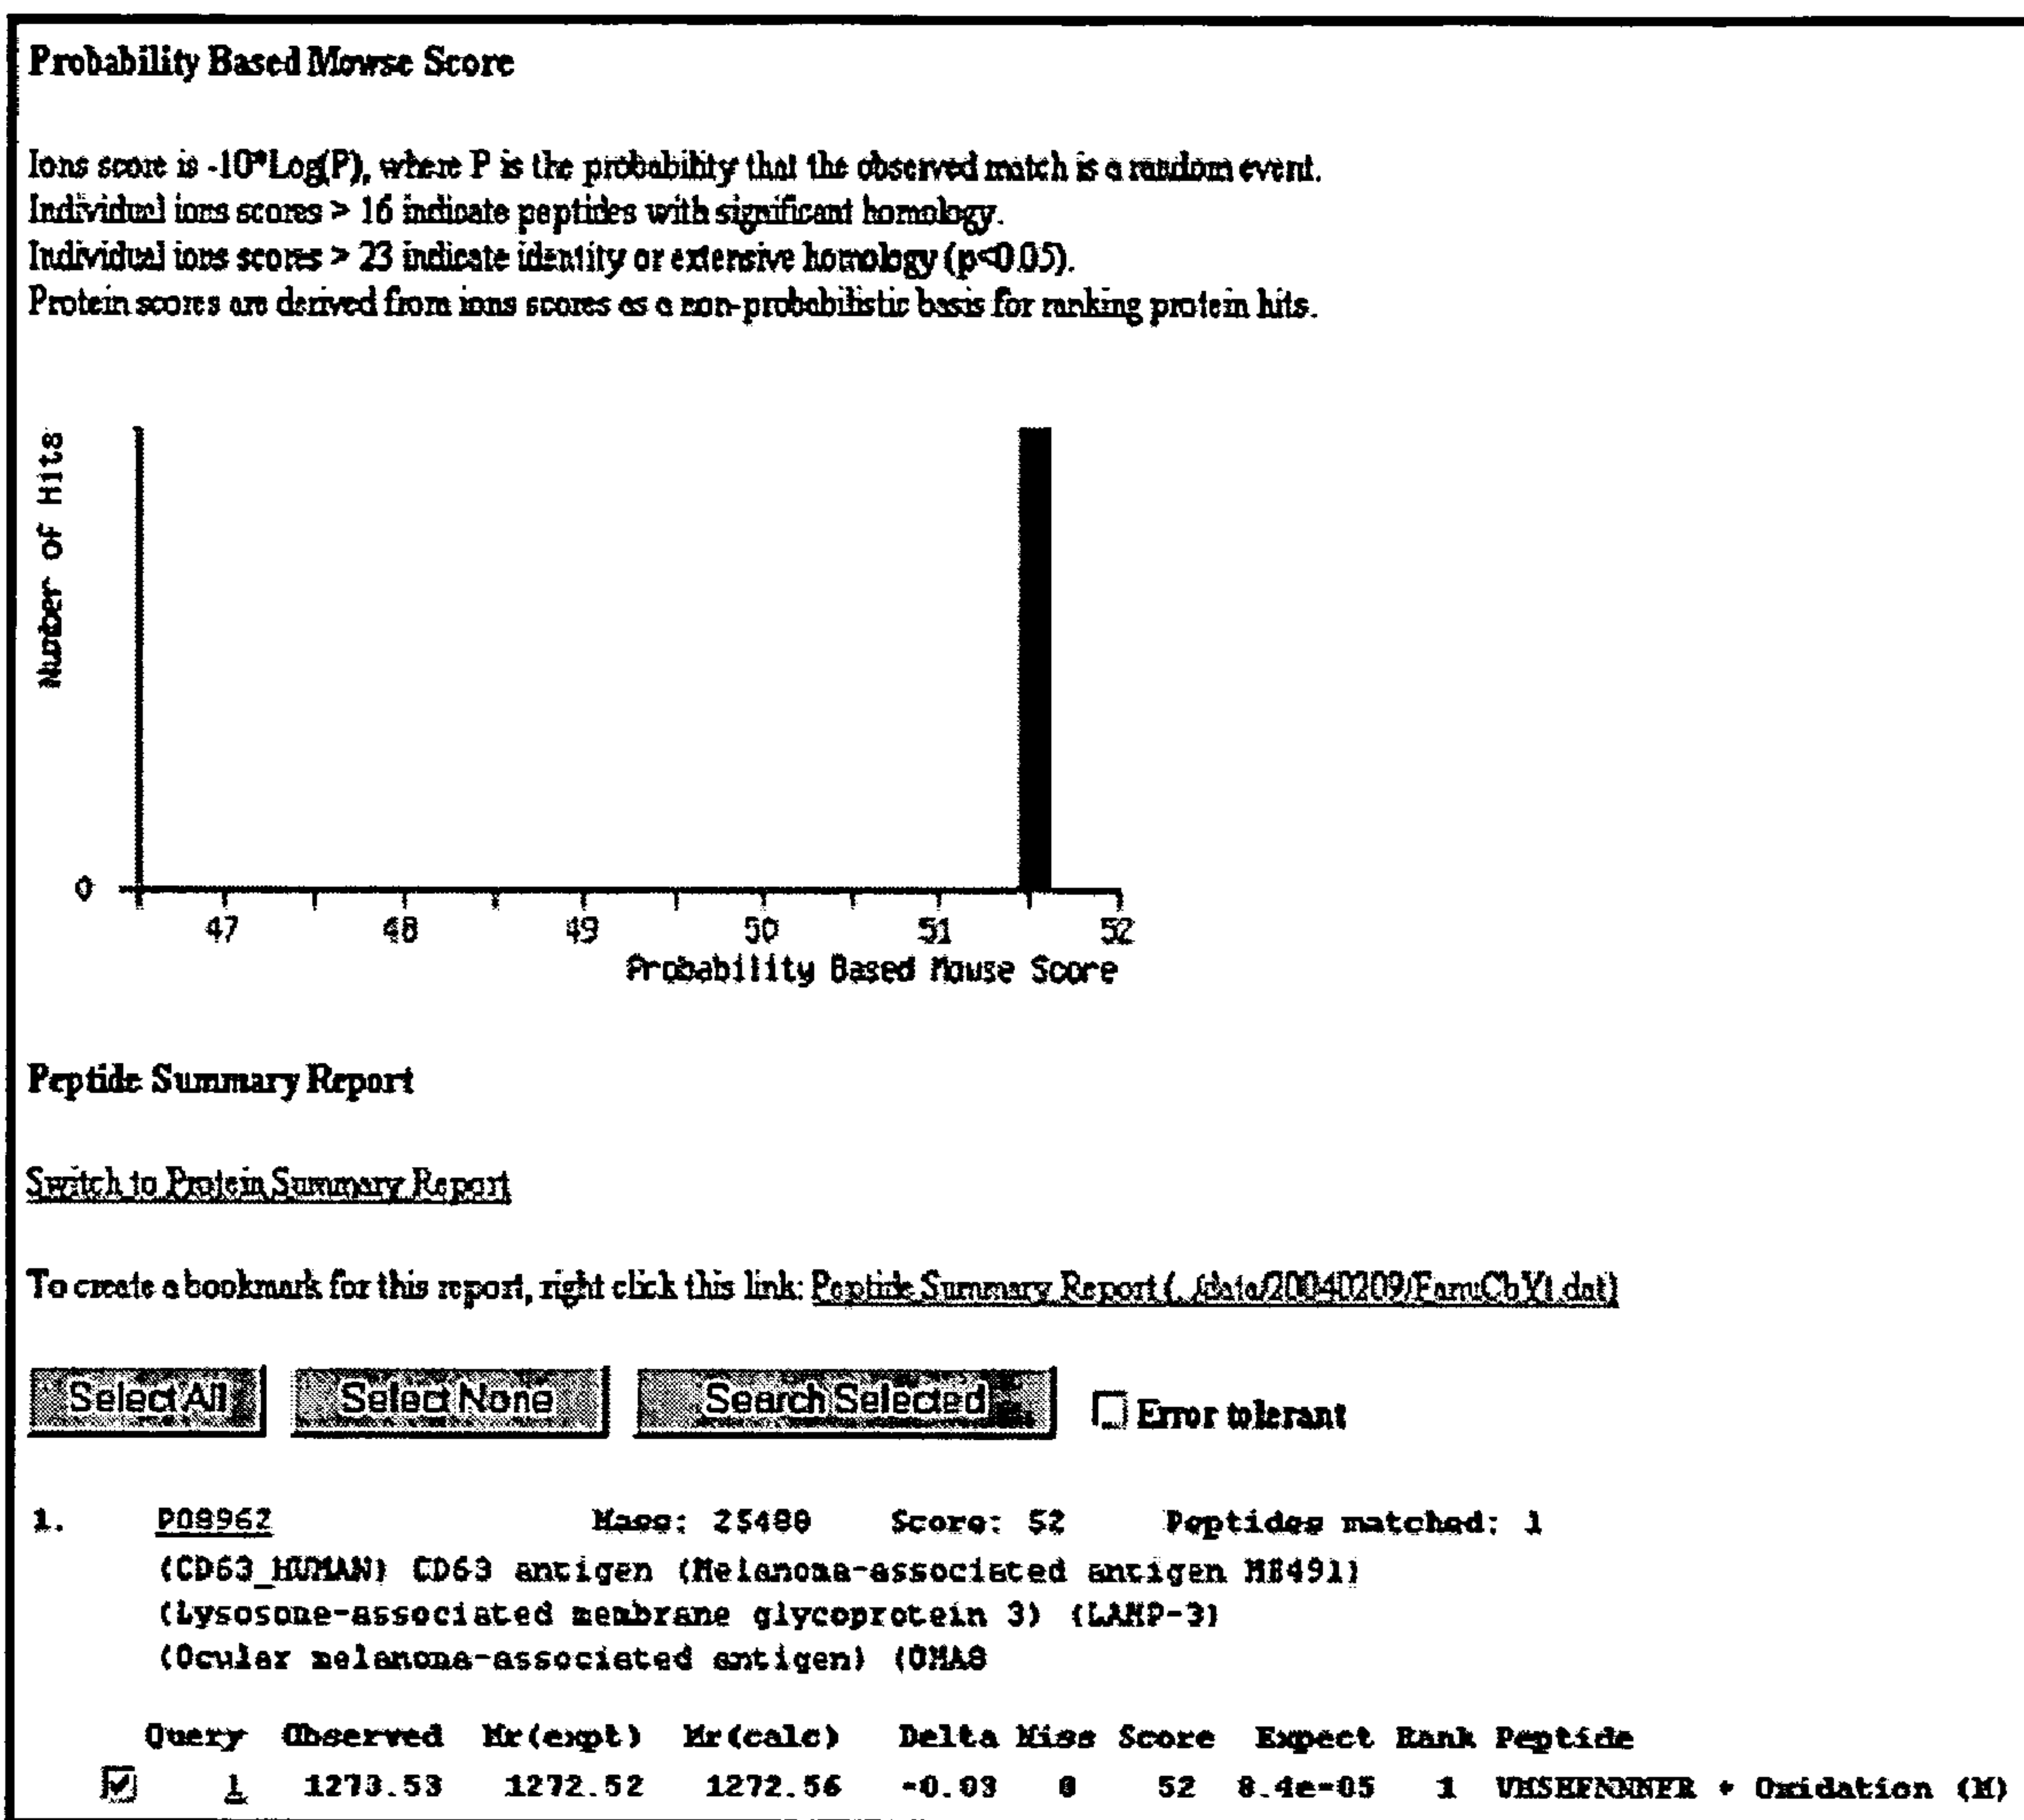 Probability Based Mowse Score
Ions score is -10*Log(P), where P is the probability that the observed match is a random event.
Individual ions scores > 16 indicate peptides with significant homology.
Individual ions scores > 23 indicate identity or extensive homology (p<0.05).
Protein scores are derived from ions scores as a non-probabilistic basis for ranking protein hits.
Number of Hits
0
47 48 49 50 51 52
Probability Based Mowse Score
Peptide Summary Report
Switch to Protein Summary Report
To create a bookmark for this report, right click this link: Peptide Summary Report
Select All Select None Search Selected Error tolerant
1. P08962 Mass: Score: 52 Peptides matched: 1
(CD63_HUMAN) CD63 antigen (Melanoma-associated antigen ME491)
(Lysosome-associated membrane glycoprotein 3) (LAMP-3)
(Ocular melanoma-associated antigen) (OMA8
Query Observed Mr(expt) Mr(calc) Delta Miss Score Expect Rank Peptide
1 1273.53 1272.52 1272.56 -0.03 0 52 8.4e-05 1 VMSEFNNNFR + Oxidation (M)